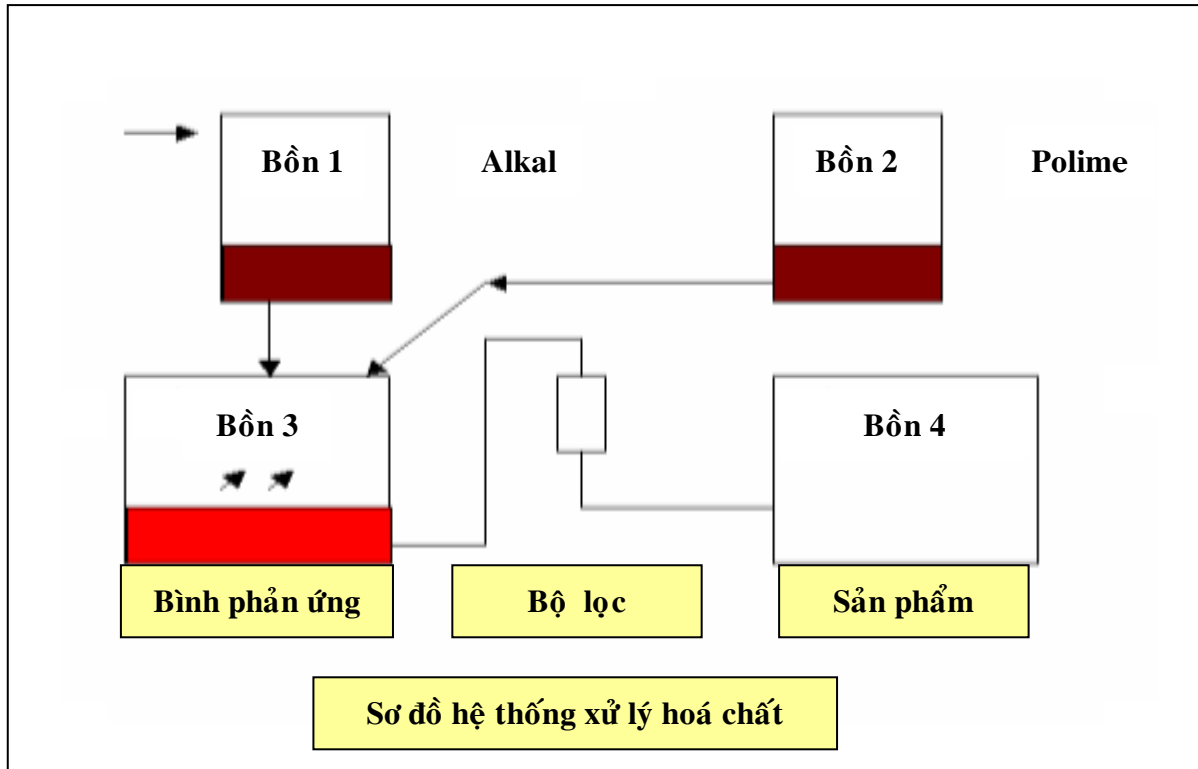 Bồn 1
Alkal
Bồn 2
Polime
Bồn 3
Bồn 4
Bình phản ứng
Bộ lọc
Sản phẩm
Sơ đồ hệ thống xử lý hoá chất